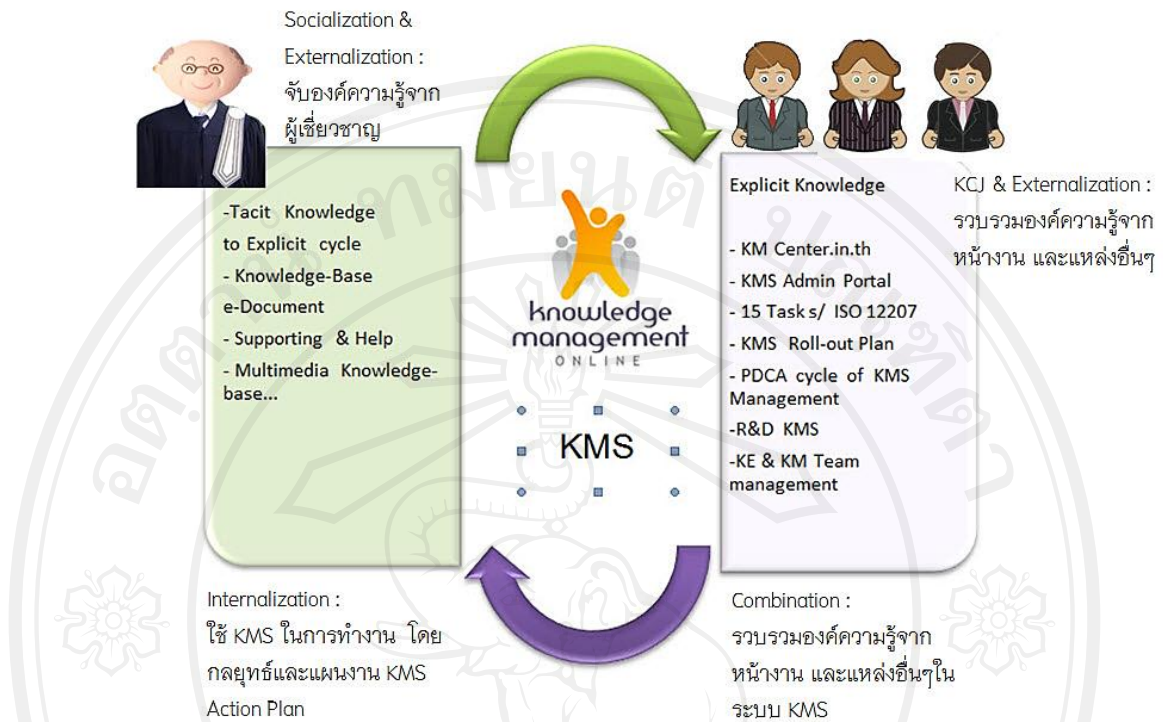 Socialization &
Externalization :
จับองค์ความรู้จาก
ผู้เชี่ยวชาญ
-Tacit Knowledge
to Explicit cycle
- Knowledge-Base
e-Document
- Supporting & Help
- Multimedia Knowledge-
base...
knowledge
management
ONLINE
KMS
Explicit Knowledge
- KM Center.in.th
- KMS Admin Portal
- 15 Tasks/ ISO 12207
- KMS Roll-out Plan
- PDCA cycle of KMS
Management
-R&D KMS
-KE & KM Team
management
KCJ & Externalization :
รวบรวมองค์ความรู้จาก
หน้างาน และแหล่งอื่นๆ
Internalization :
ใช้ KMS ในการทำงาน โดย
กลยุทธ์และแผนงาน KMS
Action Plan
Combination :
รวบรวมองค์ความรู้จาก
หน้างาน และแหล่งอื่นๆใน
ระบบ KMS